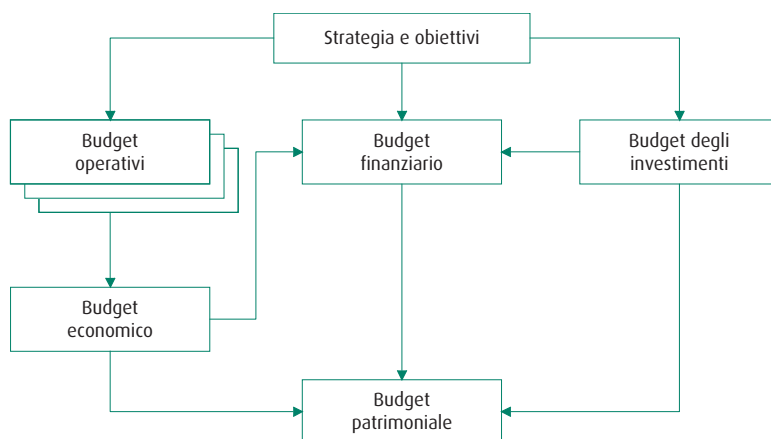 Strategia e obiettivi
Budget
operativi
Budget
finanziario
Budget degli
investimenti
Budget
economico
Budget
patrimoniale